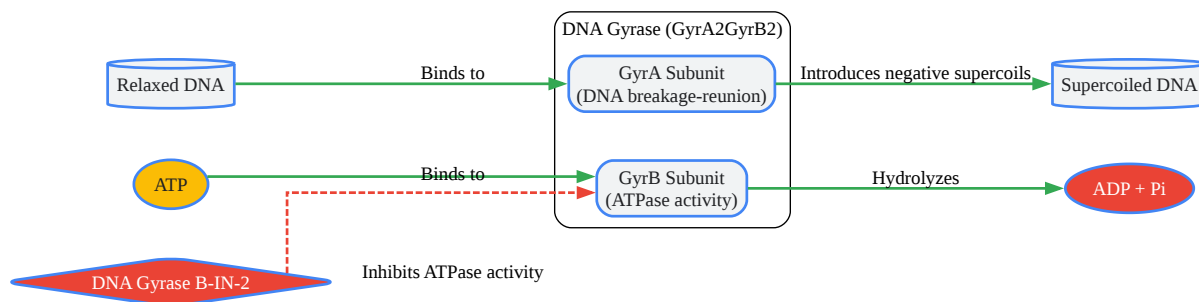 DNA Gyrase (GyrA2GyrB2)
Relaxed DNA
Binds to
GyrA Subunit
(DNA breakage-reunion)
Introduces negative supercoils
Supercoiled DNA
ATP
Binds to
GyrB Subunit
(ATPase activity)
Hydrolyzes
ADP + Pi
DNA Gyrase B-IN-2
Inhibits ATPase activity